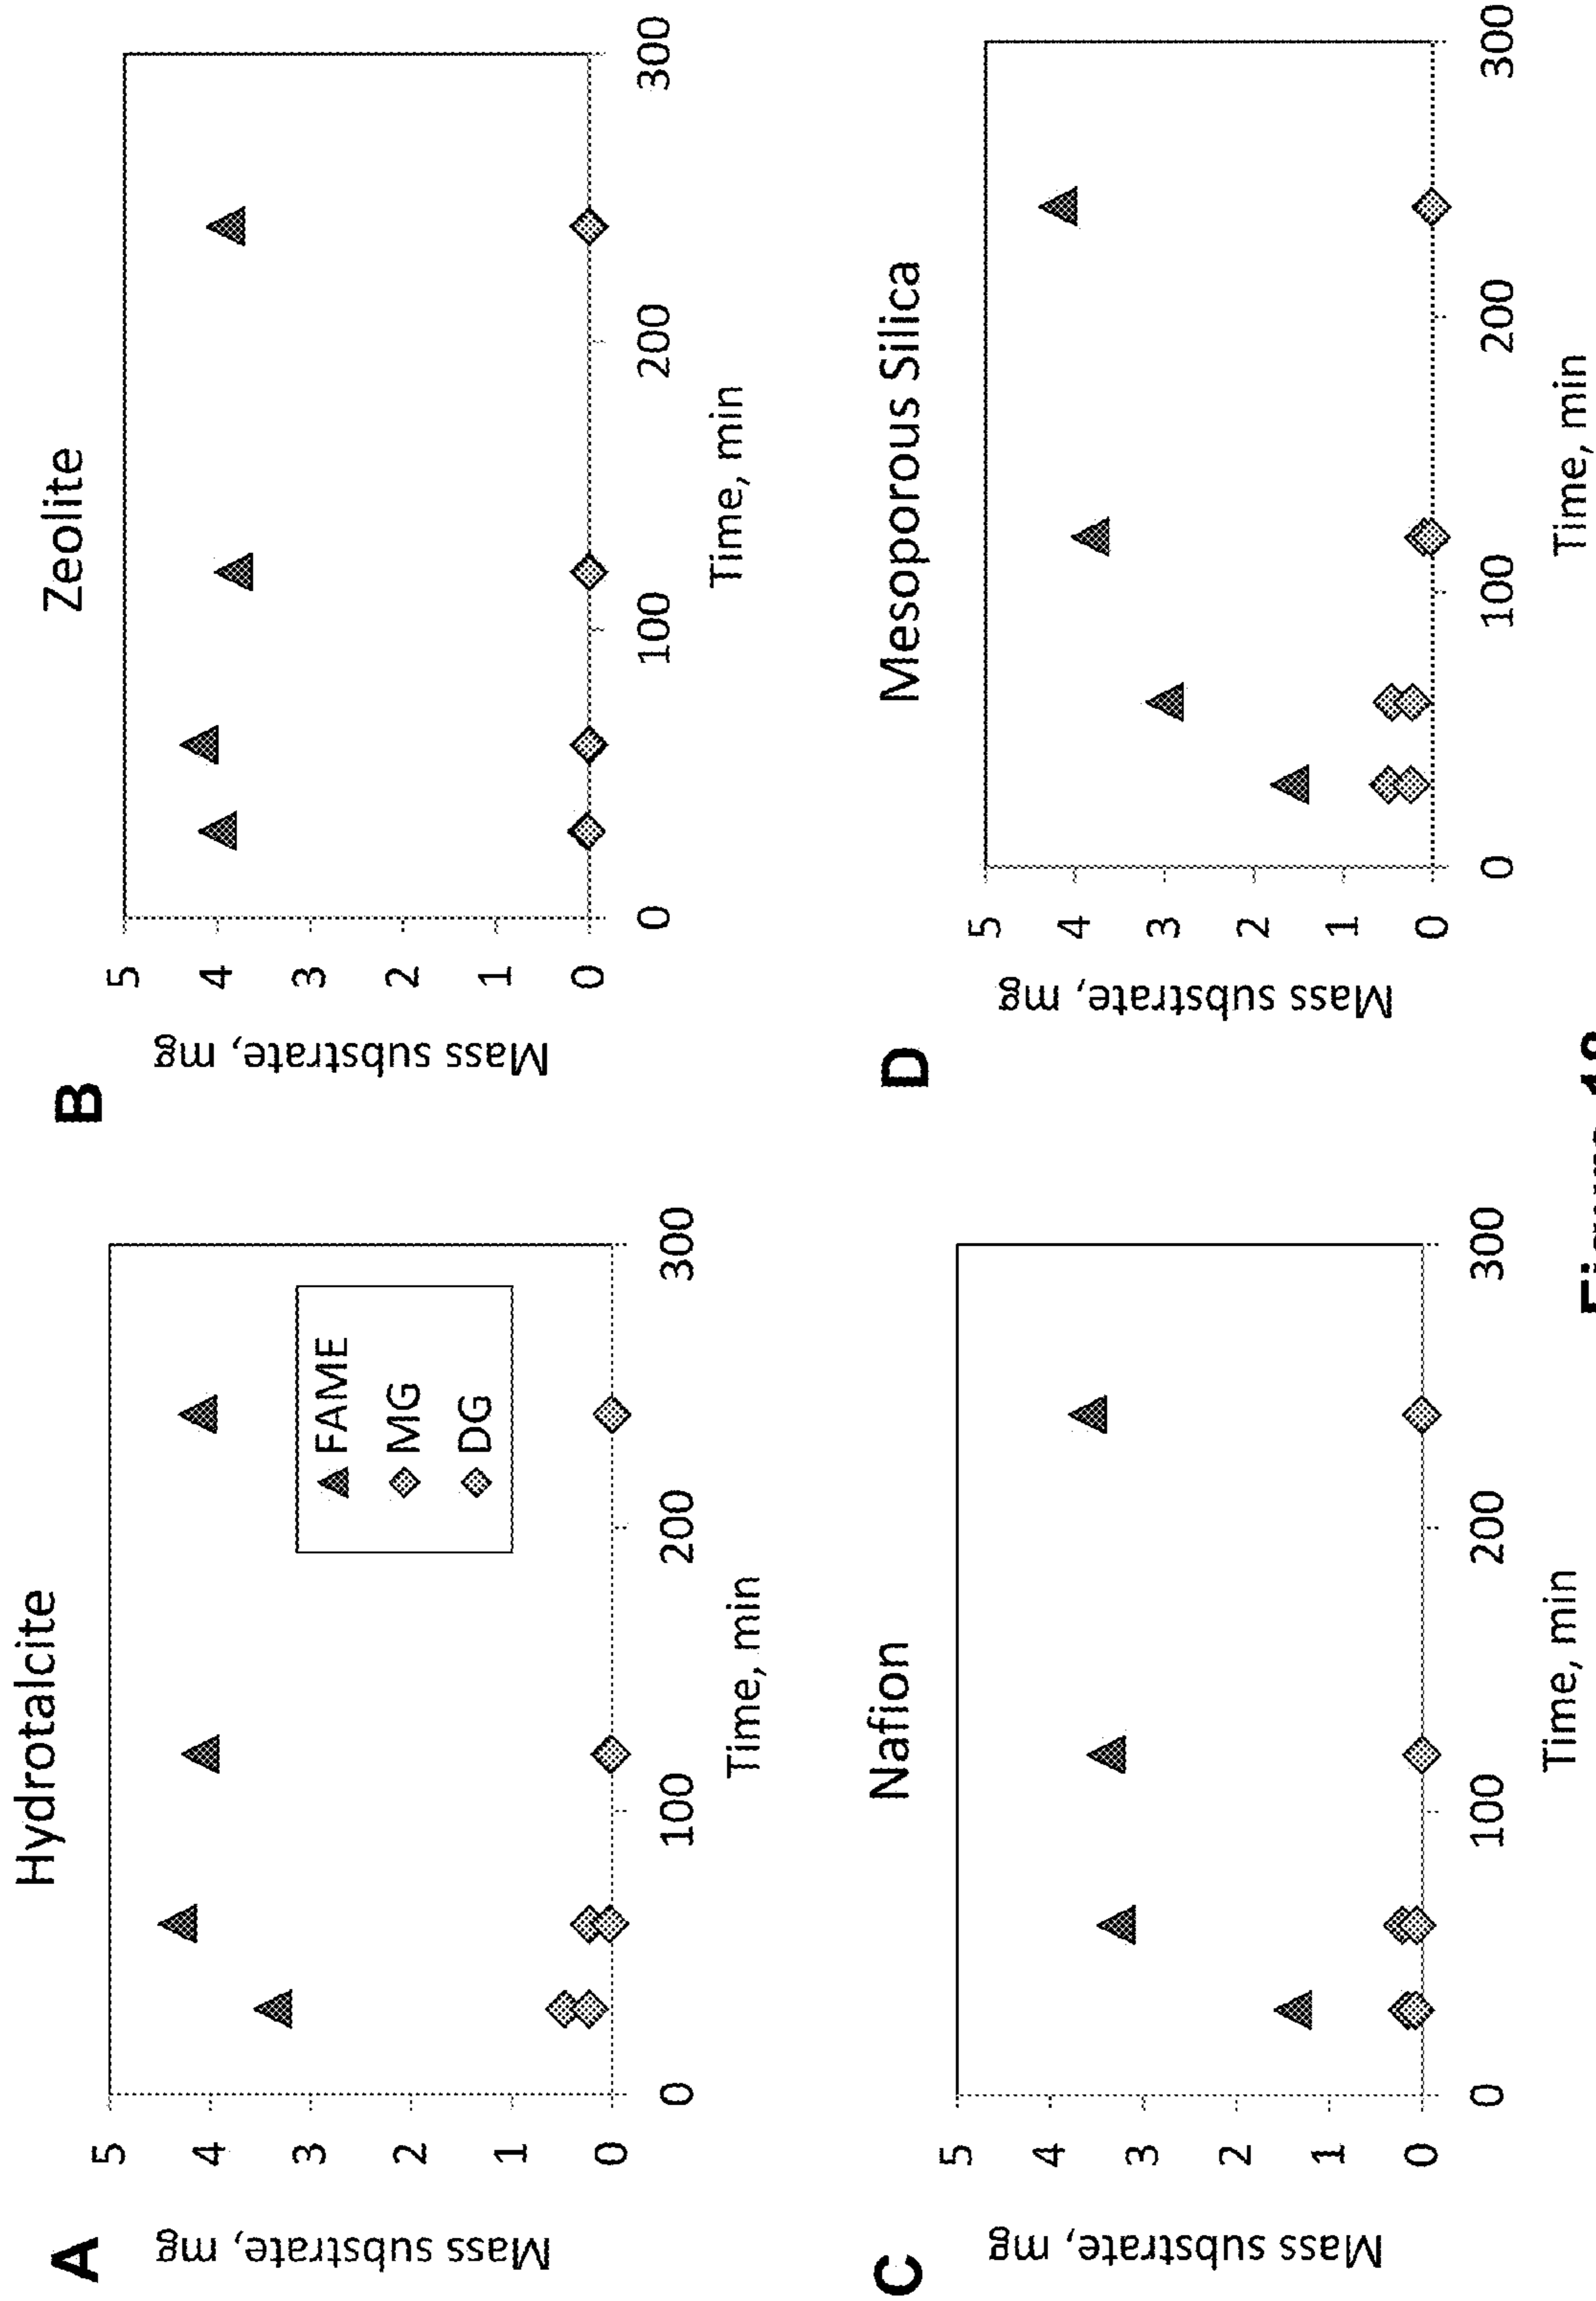 A
Hydrotalcite
Mass substrate, mg
5
4
3
2
1
0
0
100
200
300
Time, min
FAME
MG
DG
B
Zeolite
Mass substrate, mg
5
4
3
2
1
0
0
100
200
300
Time, min
C
Nafion
Mass substrate, mg
5
4
3
2
1
0
0
100
200
300
Time, min
D
Mesoporous Silica
Mass substrate, mg
5
4
3
2
1
0
0
100
200
300
Time, min